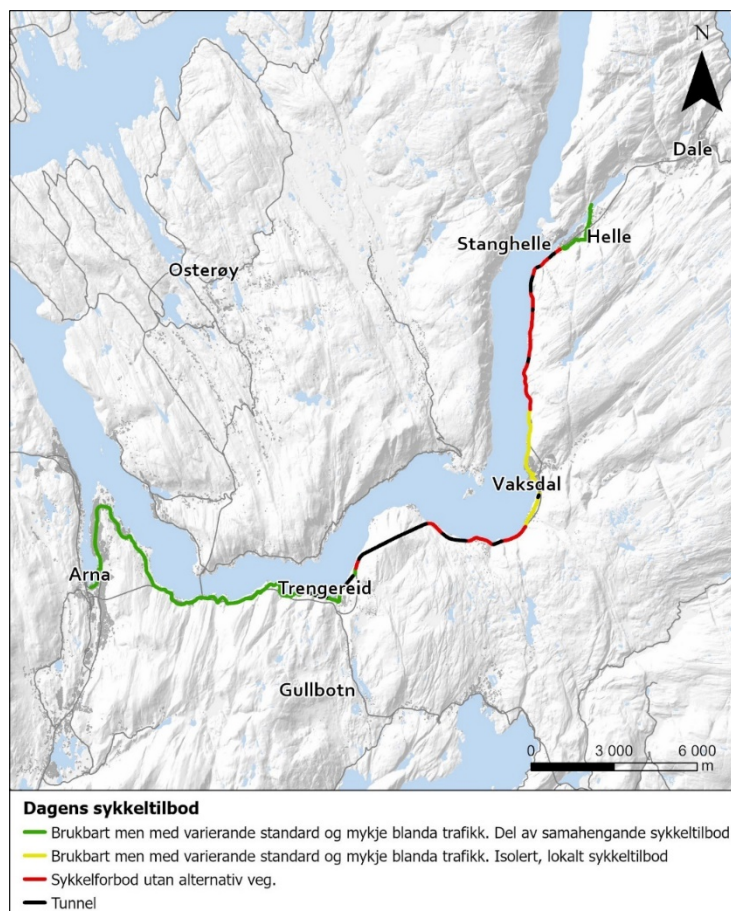 N
Dale
Stanghelle
Helle
Osterøy
Vaksdal
Arna
Trengereid
Gullbotn
0 3 000 6 000
m
Dagens sykkeltilbod
Brukbart men med varierande standard og mykje blanda trafikk. Del av samahengande sykkeltilbod
Brukbart men med varierande standard og mykje blanda trafikk. Isolert, lokalt sykkeltilbod
Sykkelforbod utan alternativ veg.
Tunnel